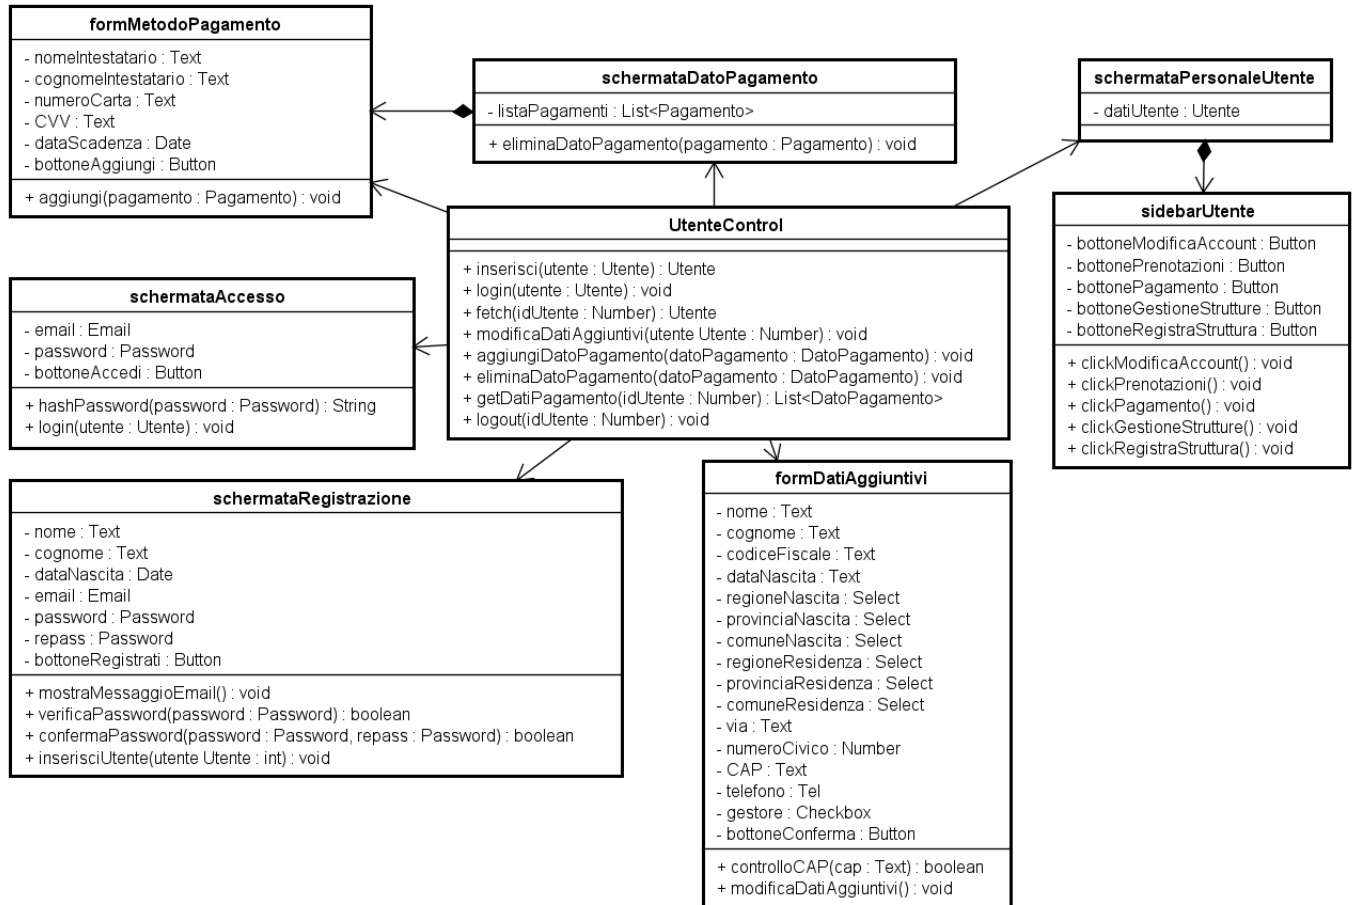 formMetodoPagamento
- nomeIntestatario : Text
- cognomeIntestatario : Text
- numeroCarta : Text
- CVV : Text
- dataScadenza : Date
- bottoneAggiungi : Button
+ aggiungi(pagamento : Pagamento) : void
schermataDatoPagamento
- listaPagamenti : List<Pagamento>
+ eliminaDatoPagamento(pagamento : Pagamento) : void
schermataPersonaleUtente
- datiUtente : Utente
UtenteControl
+ inserisci(utente : Utente) : Utente
+ login(utente : Utente) : void
+ fetch(idUtente : Number) : Utente
+ modificaDatiAggiuntivi(utente Utente : Number) : void
+ aggiungiDatoPagamento(datoPagamento : DatoPagamento) : void
+ eliminaDatoPagamento(datoPagamento : DatoPagamento) : void
+ getDatiPagamento(idUtente : Number) : List<DatoPagamento>
+ logout(idUtente : Number) : void
sidebarUtente
- bottoneModificaAccount : Button
- bottonePrenotazioni : Button
- bottonePagamento : Button
- bottoneGestioneStrutture : Button
- bottoneRegistraStruttura : Button
+ clickModificaAccount() : void
+ clickPrenotazioni() : void
+ clickPagamento() : void
+ clickGestioneStrutture() : void
+ clickRegistraStruttura() : void
schermataAccesso
- email : Email
- password : Password
- bottoneAccedi : Button
+ hashPassword(password : Password) : String
+ login(utente : Utente) : void
schermataRegistrazione
- nome : Text
- cognome : Text
- dataNascita : Date
- email : Email
- password : Password
- repass : Password
- bottoneRegistrati : Button
+ mostraMessaggioEmail() : void
+ verificaPassword(password : Password) : boolean
+ confermaPassword(password : Password, repass : Password) : boolean
+ inserisciUtente(utente Utente : int) : void
formDatiAggiuntivi
- nome : Text
- cognome : Text
- codiceFiscale : Text
- dataNascita : Text
- regioneNascita : Select
- provinciaNascita : Select
- comuneNascita : Select
- regioneResidenza : Select
- provinciaResidenza : Select
- comuneResidenza : Select
- via : Text
- numeroCivico : Number
- CAP : Text
- telefono : Tel
- gestore : Checkbox
- bottoneConferma : Button
+ controlloCAP(cap : Text) : boolean
+ modificaDatiAggiuntivi() : void